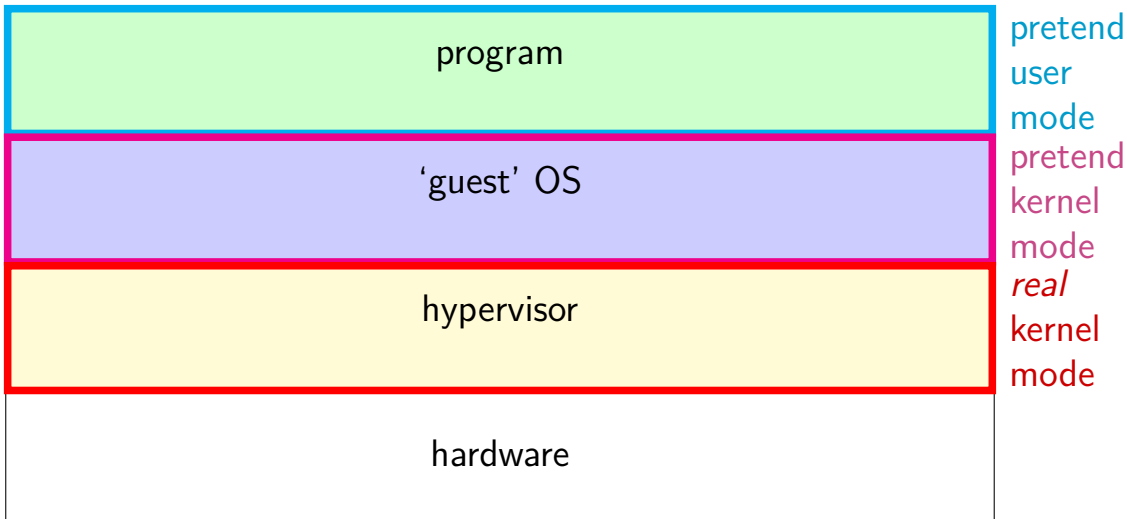 program
pretend
user
mode
‘guest’ OS
pretend
kernel
mode
hypervisor
real
kernel
mode
hardware